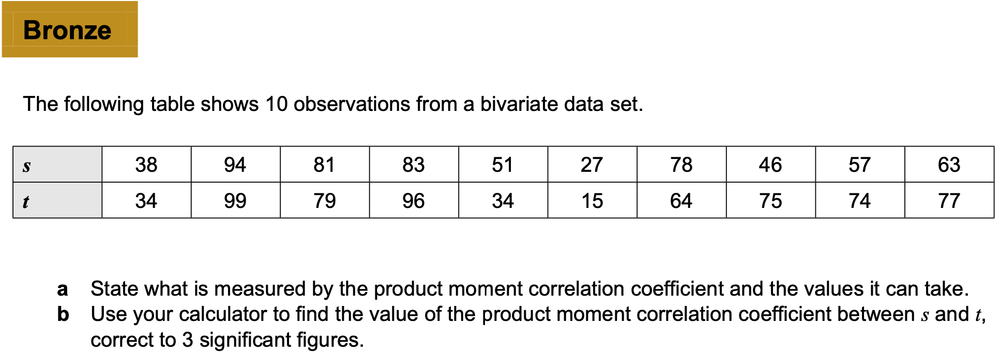 Bronze
The following table shows 10 observations from a bivariate data set.
s 38 94 81 83 51 27 78 46 57 63
t 34 99 79 96 34 15 64 75 74 77
a State what is measured by the product moment correlation coefficient and the values it can take.
b Use your calculator to find the value of the product moment correlation coefficient between s and t,
correct to 3 significant figures.